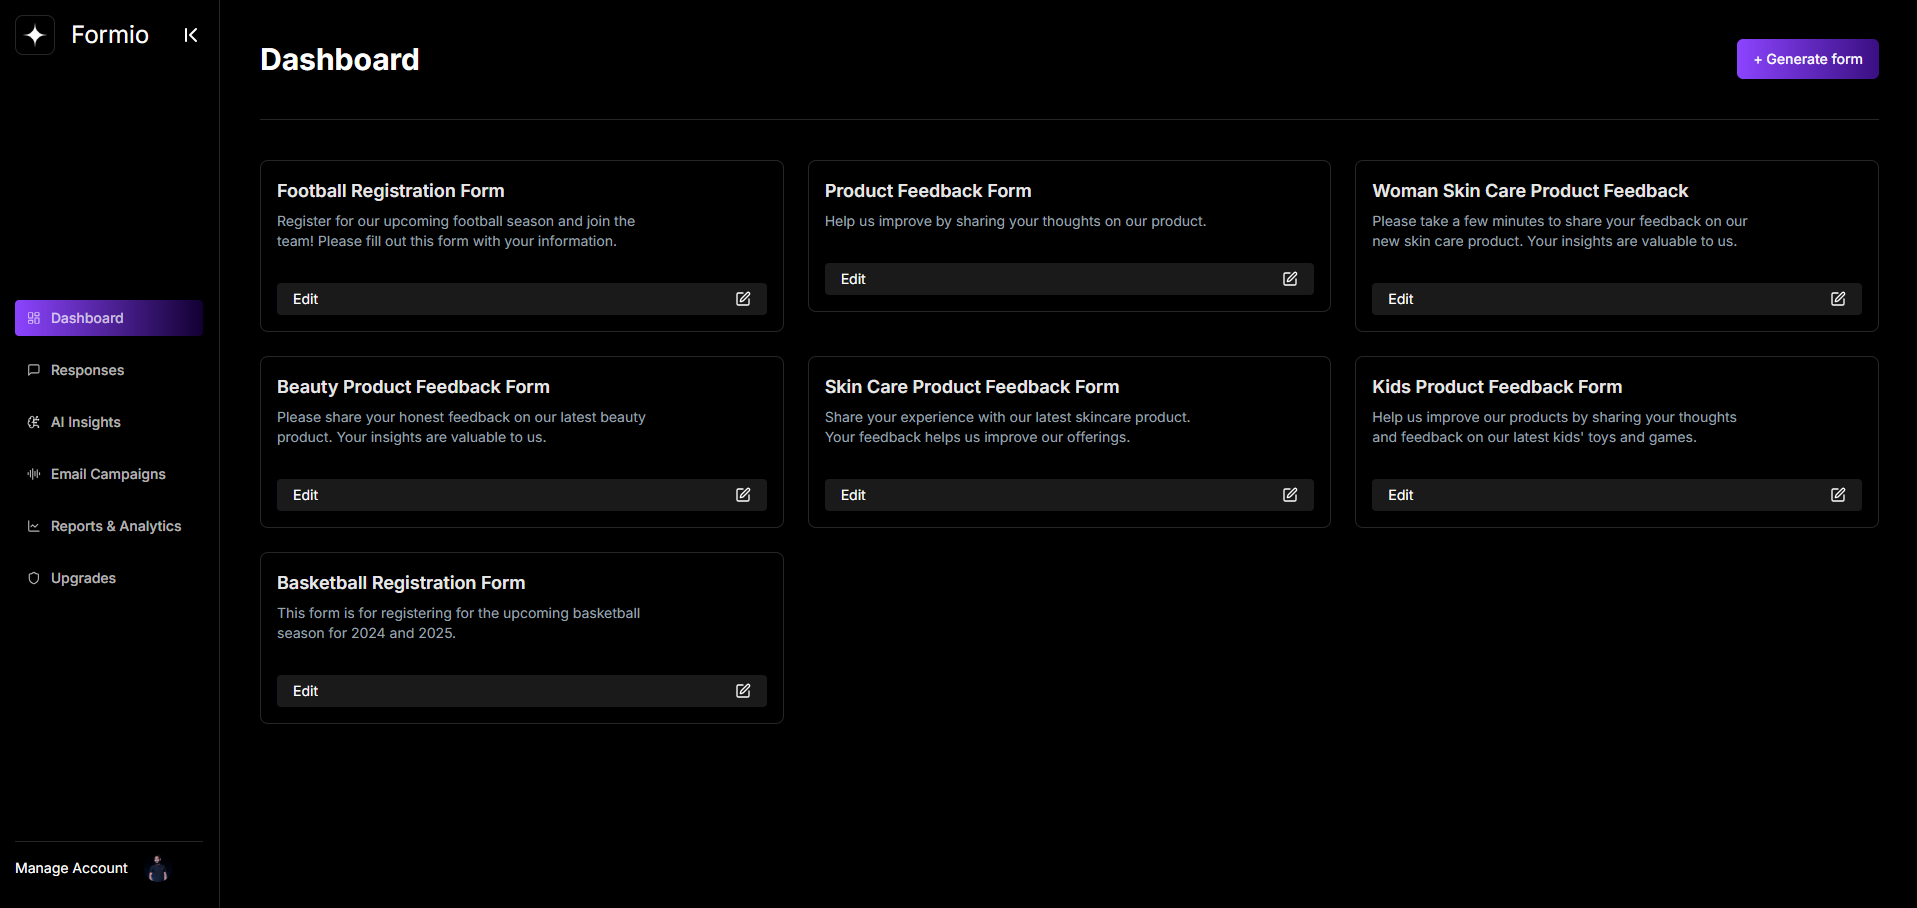 Formio
Dashboard
Responses
AI Insights
Email Campaigns
Reports & Analytics
Upgrades
Manage Account
Dashboard
+ Generate form
Football Registration Form
Register for our upcoming football season and join the
team! Please fill out this form with your information.
Edit
Product Feedback Form
Help us improve by sharing your thoughts on our product.
Edit
Woman Skin Care Product Feedback
Please take a few minutes to share your feedback on our
new skin care product. Your insights are valuable to us.
Edit
Beauty Product Feedback Form
Please share your honest feedback on our latest beauty
product. Your insights are valuable to us.
Edit
Skin Care Product Feedback Form
Share your experience with our latest skincare product.
Your feedback helps us improve our offerings.
Edit
Kids Product Feedback Form
Help us improve our products by sharing your thoughts
and feedback on our latest kids' toys and games.
Edit
Basketball Registration Form
This form is for registering for the upcoming basketball
season for 2024 and 2025.
Edit